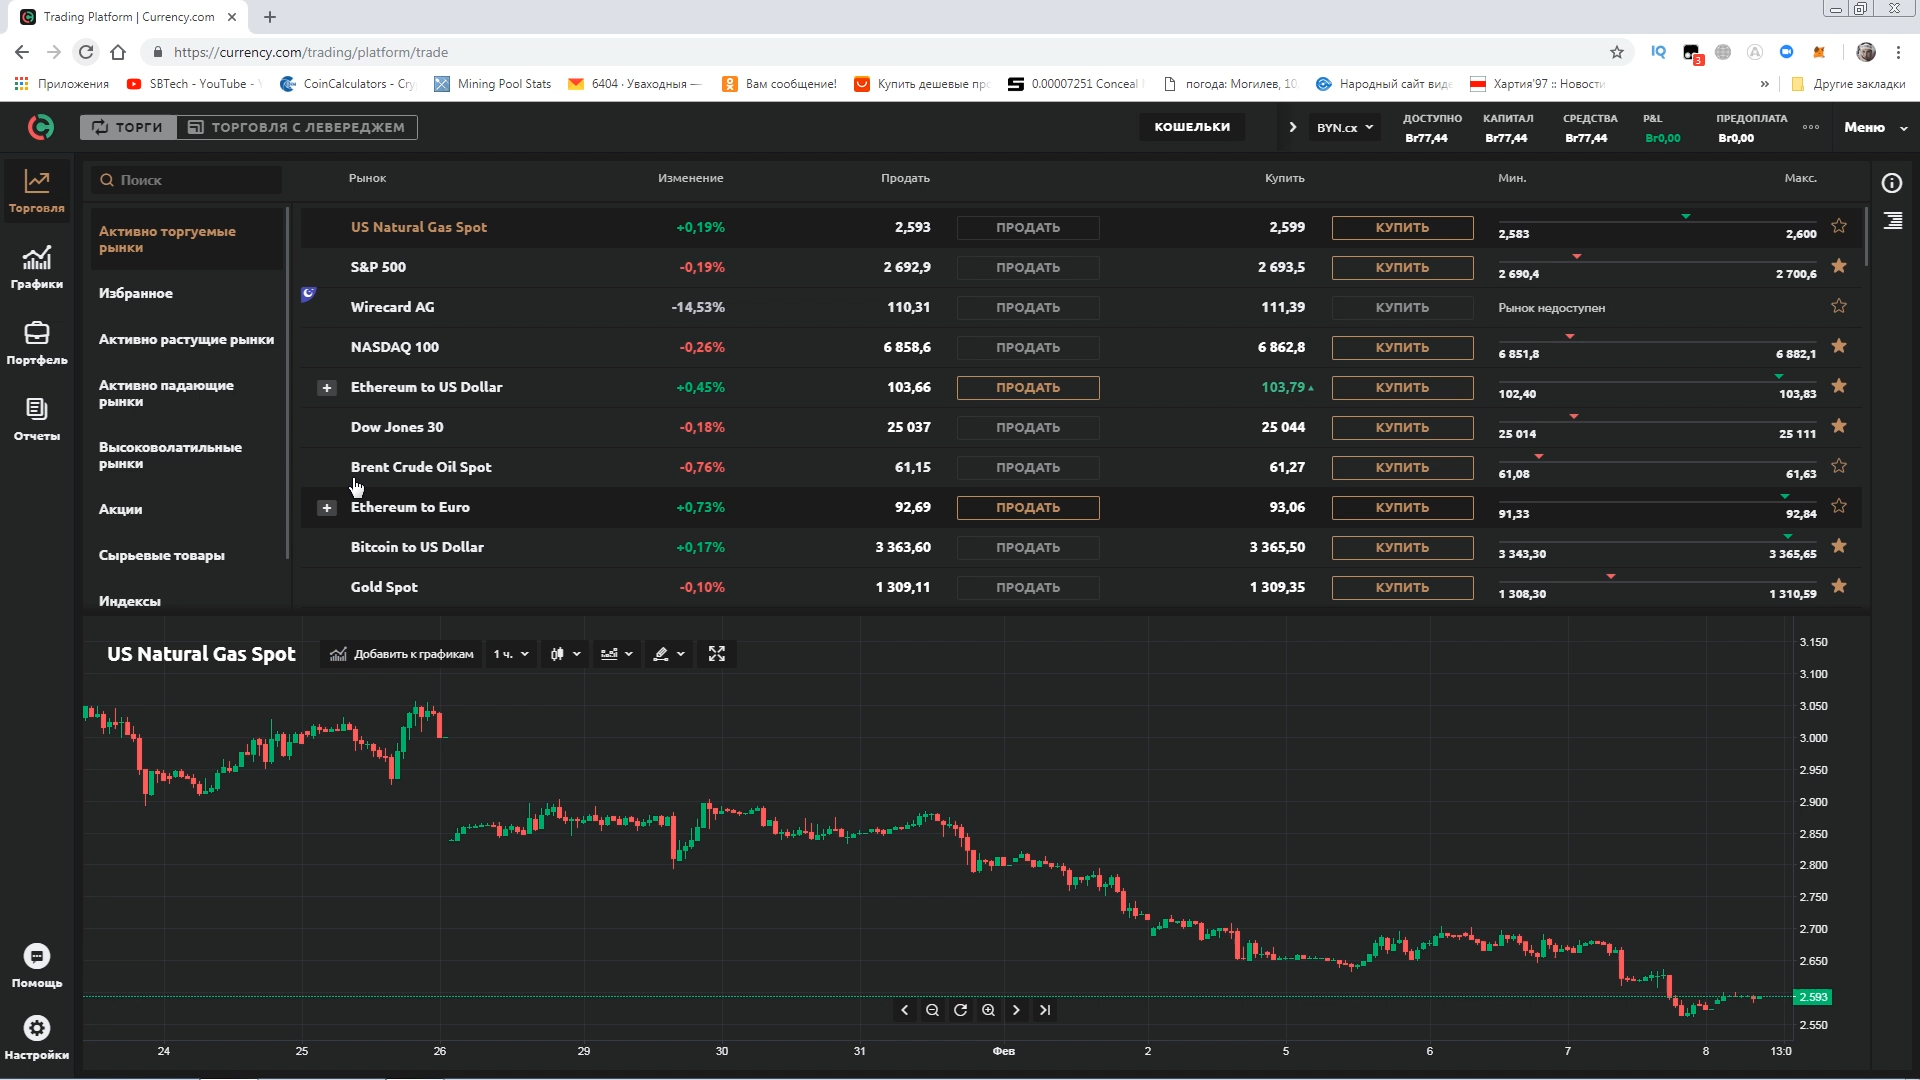 Trading Platform | Currency.com
https://currency.com/trading/platform/trade
3
Приложения
SBTech - YouTube -
CoinCalculators - Cry
Mining Pool Stats
6404 · Уваходныя —
Вам сообщение!
Купить дешевые про
0.00007251 Conceal
погода: Могилев, 10
Народный сайт виде
Хартия'97 :: Новости
»
Другие закладки
ТОРГИ
ТОРГОВЛЯ С ЛЕВЕРЕДЖЕМ
КОШЕЛЬКИ
BYN.cx
ДОСТУПНО
Br77,44
КАПИТАЛ
Br77,44
СРЕДСТВА
Br77,44
P&L
Br0,00
ПРЕДОПЛАТА
Br0,00
Меню
Торговля
Графики
Портфель
Отчеты
Помощь
Настройки
Поиск
Активно торгуемые
рынки
Избранное
Активно растущие рынки
Активно падающие
рынки
Высоковолатильные
рынки
Акции
Сырьевые товары
Индексы
Рынок Изменение Продать Купить Мин. Макс.
US Natural Gas Spot +0,19% 2,593 ПРОДАТЬ 2,599 КУПИТЬ 2,583 2,600
S&P 500 -0,19% 2 692,9 ПРОДАТЬ 2 693,5 КУПИТЬ 2 690,4 2 700,6
Wirecard AG -14,53% 110,31 ПРОДАТЬ 111,39 КУПИТЬ Рынок недоступен
NASDAQ 100 -0,26% 6 858,6 ПРОДАТЬ 6 862,8 КУПИТЬ 6 851,8 6 882,1
+ Ethereum to US Dollar +0,45% 103,66 ПРОДАТЬ 103,79 КУПИТЬ 102,40 103,83
Dow Jones 30 -0,18% 25 037 ПРОДАТЬ 25 044 КУПИТЬ 25 014 25 111
Brent Crude Oil Spot -0,76% 61,15 ПРОДАТЬ 61,27 КУПИТЬ 61,08 61,63
+ Ethereum to Euro +0,73% 92,69 ПРОДАТЬ 93,06 КУПИТЬ 91,33 92,84
Bitcoin to US Dollar +0,17% 3 363,60 ПРОДАТЬ 3 365,50 КУПИТЬ 3 343,30 3 365,65
Gold Spot -0,10% 1 309,11 ПРОДАТЬ 1 309,35 КУПИТЬ 1 308,30 1 310,59
US Natural Gas Spot
Добавить к графикам
1 ч.
3.150
3.100
3.050
3.000
2.950
2.900
2.850
2.800
2.750
2.700
2.650
2.593
2.550
24 25 26 29 30 31 Фев 2 5 6 7 8 13:0